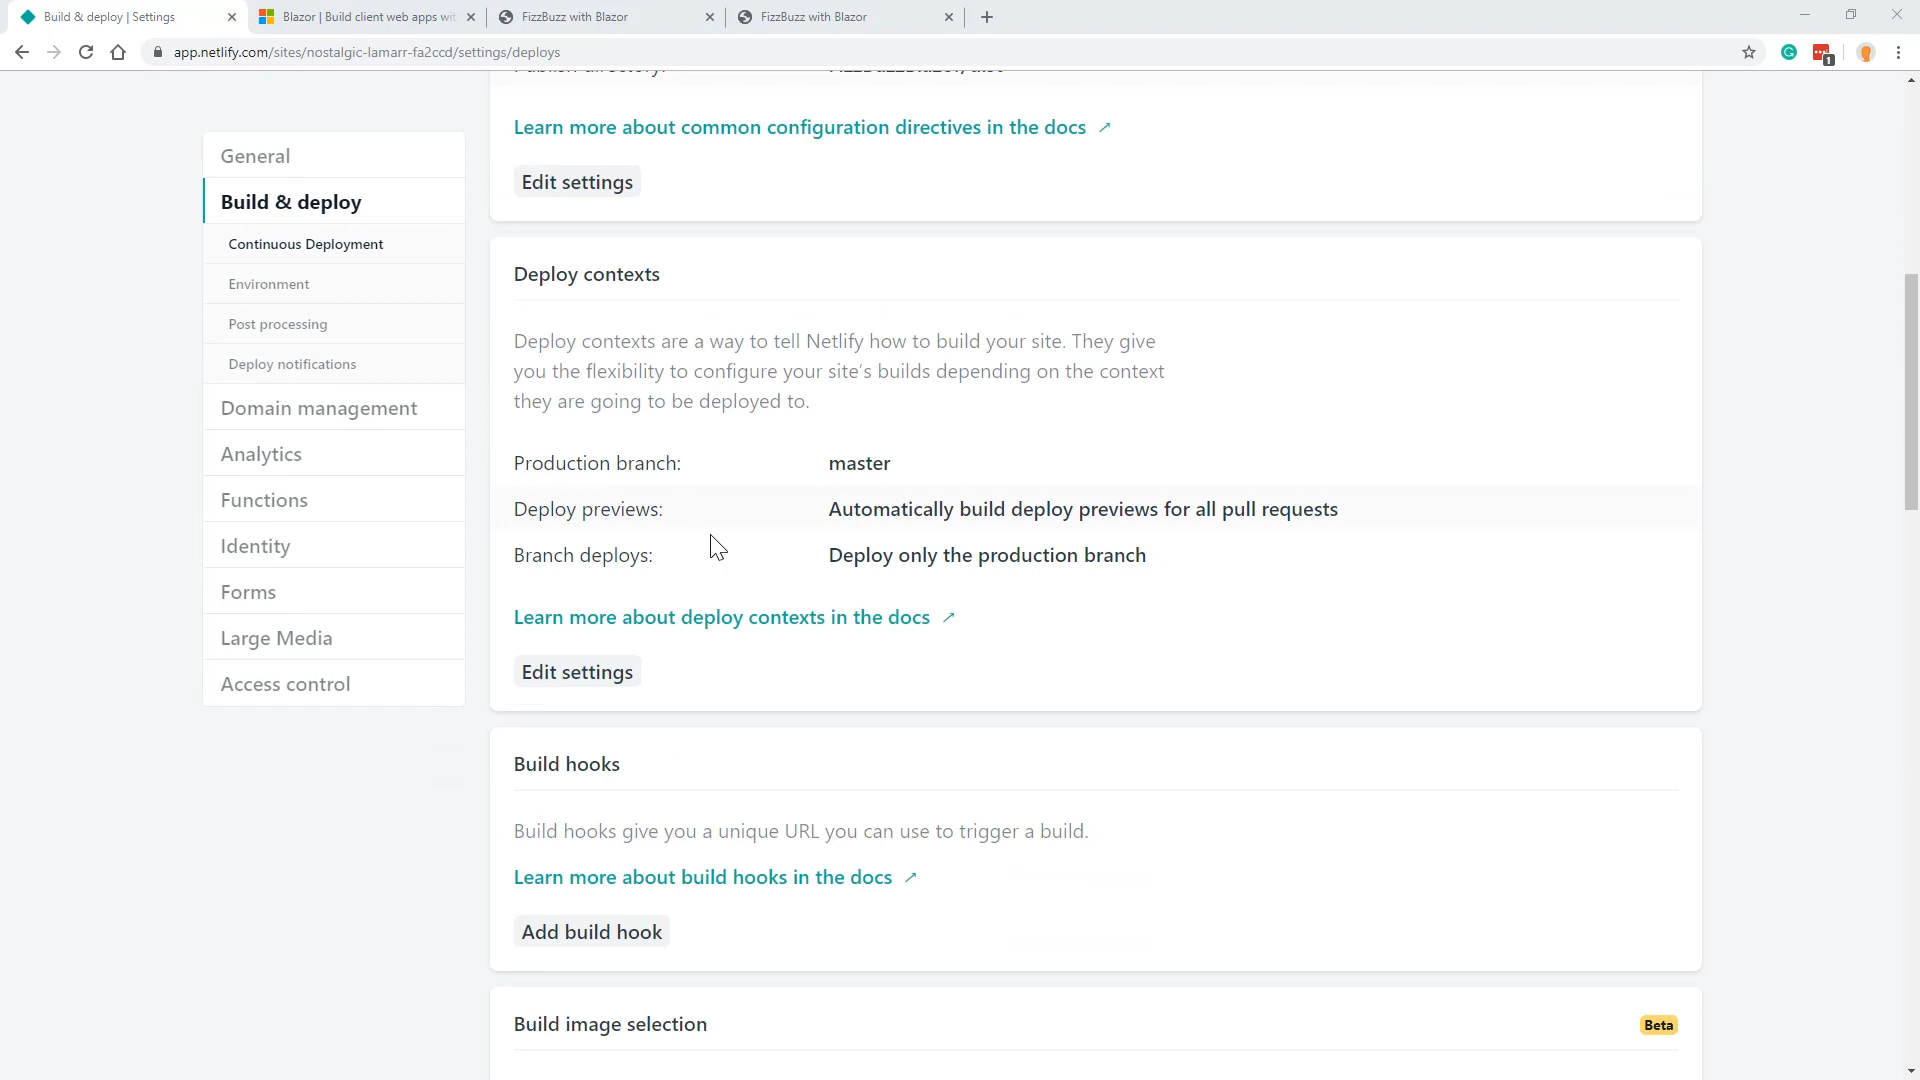 Build & deploy | Settings
Blazor | Build client web apps wit
FizzBuzz with Blazor
FizzBuzz with Blazor
app.netlify.com/sites/nostalgic-lamarr-fa2ccd/settings/deploys
1
Publish directory:
Learn more about common configuration directives in the docs
Edit settings
General
Build & deploy
Continuous Deployment
Environment
Post processing
Deploy notifications
Domain management
Analytics
Functions
Identity
Forms
Large Media
Access control
Deploy contexts
Deploy contexts are a way to tell Netlify how to build your site. They give
you the flexibility to configure your site's builds depending on the context
they are going to be deployed to.
Production branch: master
Deploy previews: Automatically build deploy previews for all pull requests
Branch deploys: Deploy only the production branch
Learn more about deploy contexts in the docs
Edit settings
Build hooks
Build hooks give you a unique URL you can use to trigger a build.
Learn more about build hooks in the docs
Add build hook
Build image selection
Beta